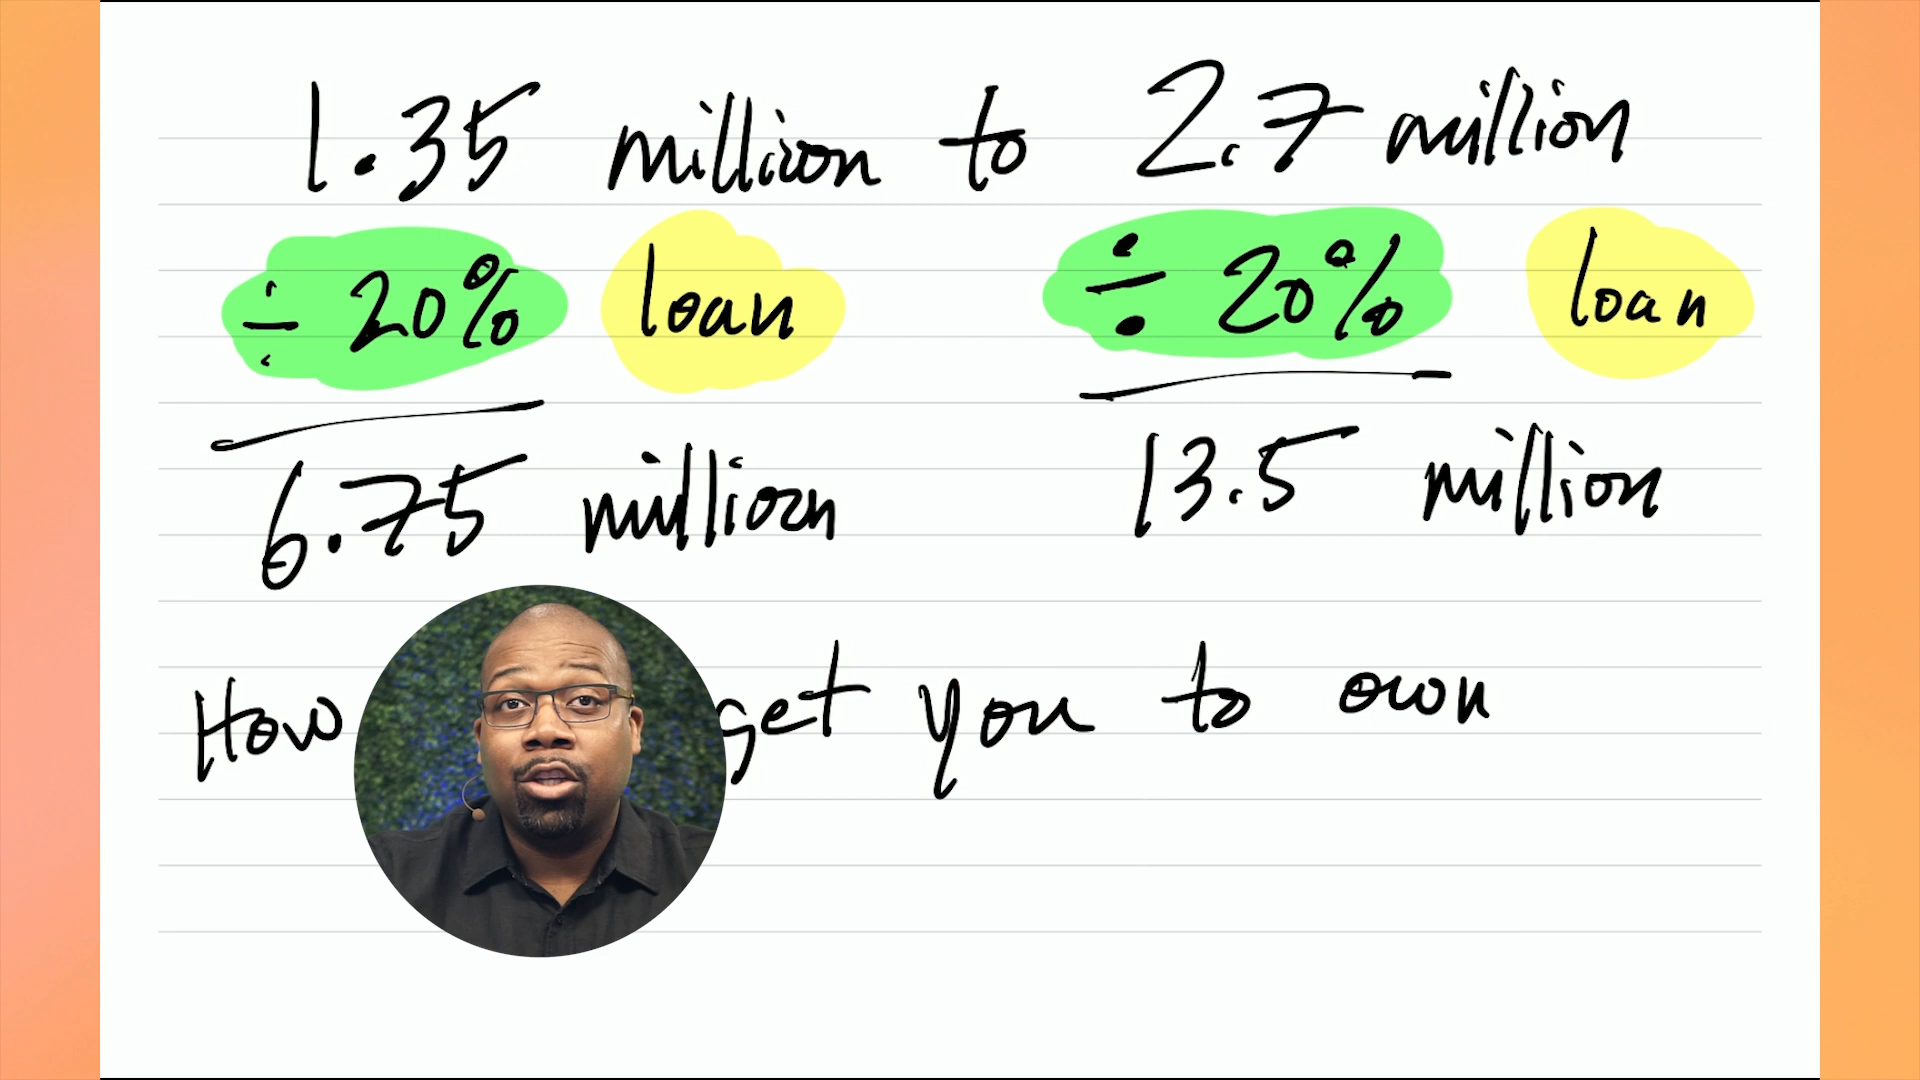 1.35 million to 2.7 million
÷ 20% loan ÷ 20% loan
6.75 million 13.5 million
How get you to own